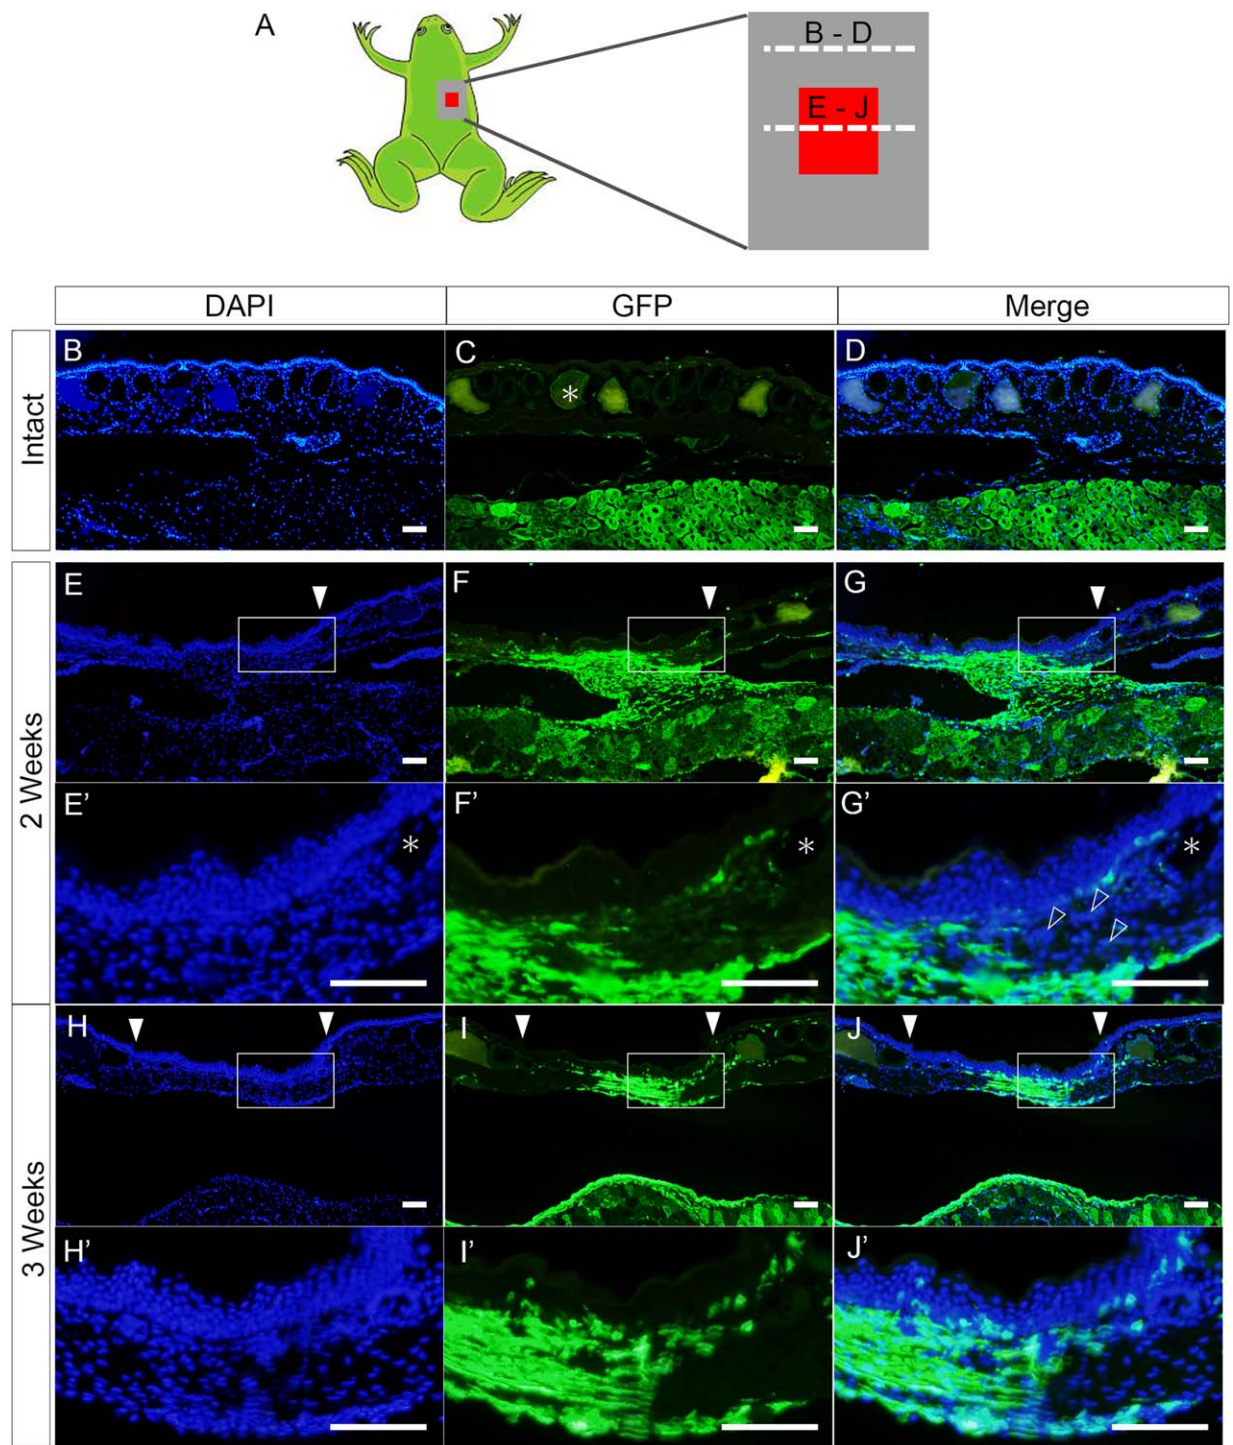 A
B - D
E - J
DAPI GFP Merge
Intact
B C D
*
2 Weeks
E F G
E’ F’ G’
* * *
3 Weeks
H I J
H’ I’ J’